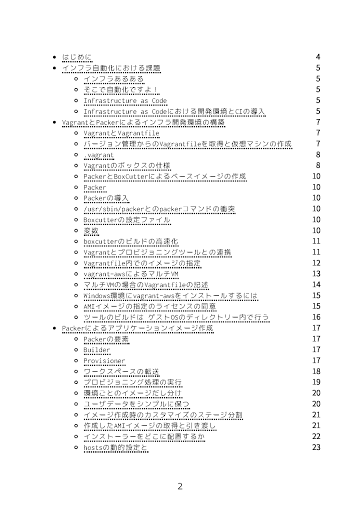 はじめに 4
インフラ自動化における課題 5
インフラあるある 5
そこで自動化ですよ！ 5
Infrastructure as Code 5
Infrastructure as Codeにおける開発環境とCIの導入 5
VagrantとPackerによるインフラ開発環境の構築 7
VagrantとVagrantfile 7
バージョン管理からのVagrantfileを取得と仮想マシンの作成 7
.vagrant 8
Vagrantのボックスの仕様 8
PackerとBoxCutterによるベースイメージの作成 10
Packer 10
Packerの導入 10
/usr/sbin/packerとのpackerコマンドの衝突 10
Boxcutterの設定ファイル 10
変数 10
boxcutterのビルドの高速化 11
Vagrantとプロビジョニングツールとの連携 11
Vagrantfile内でのイメージの指定 11
vagrant-awsによるマルチVM 13
マルチVMの場合のVagrantfileの記述 14
Windows環境にvagrant-awsをインストールするには 15
AMIイメージの指定のライセンスの同意 15
ツールのビルドは ゲストOSのディレクトリー内で行う 16
Packerによるアプリケーションイメージ作成 17
Packerの要素 17
Builder 17
Provisioner 17
ワークスペースの転送 18
プロビジョニング処理の実行 19
環境ごとのイメージだし分け 20
ユーザデータをシンプルに保つ 20
イメージ作成時のカスタマイズのステージ分割 21
作成したAMIイメージの取得と引き渡し 21
インストーラーをどこに配置するか 22
hostsの動的設定と 23
2